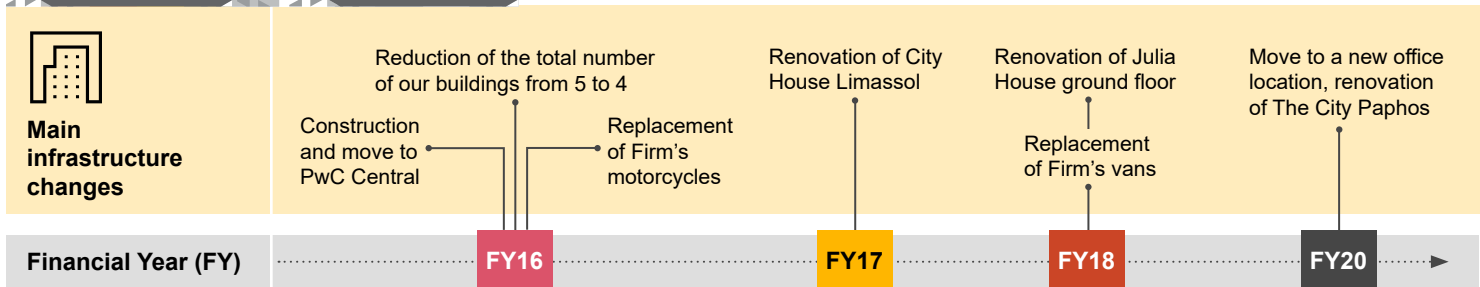 Main
infrastructure
changes
Reduction of the total number
of our buildings from 5 to 4
Construction
and move to
PwC Central
Replacement
of Firm's
motorcycles
Renovation of City
House Limassol
Renovation of Julia
House ground floor
Replacement
of Firm's vans
Move to a new office
location, renovation
of The City Paphos
Financial Year (FY)
FY16
FY17
FY18
FY20